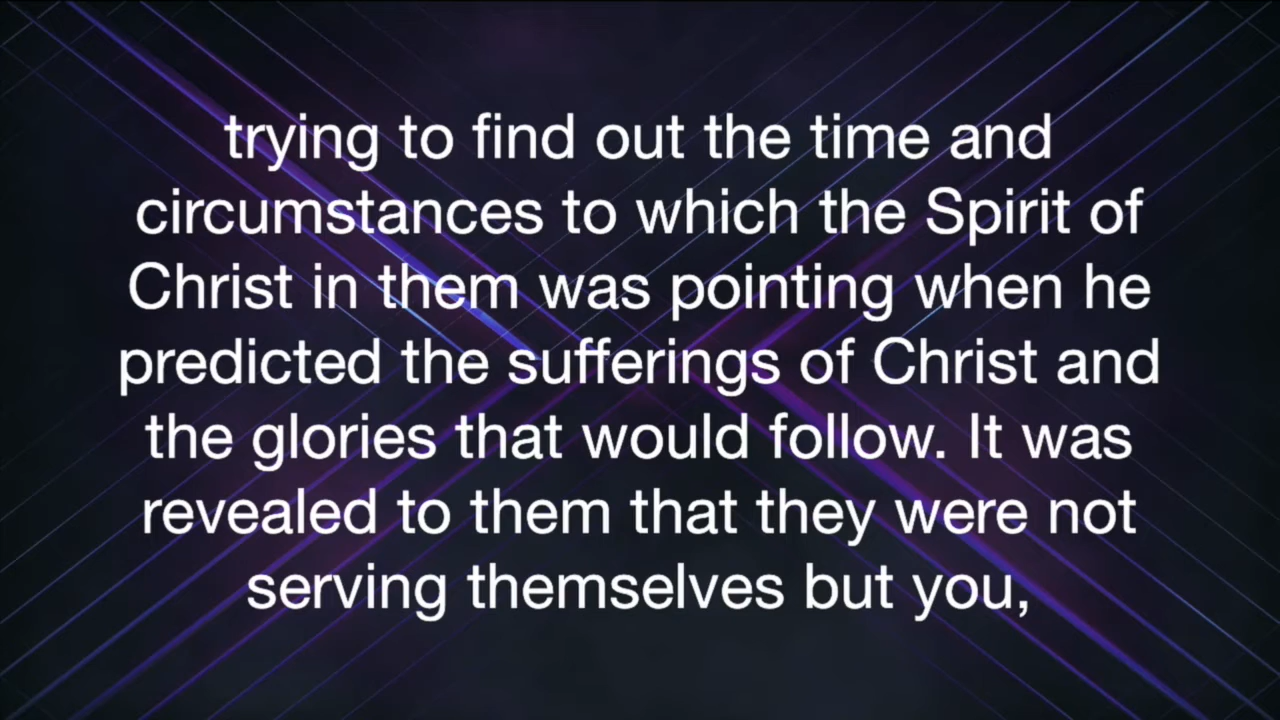 trying to find out the time and
circumstances to which the Spirit of
Christ in them was pointing when he
predicted the sufferings of Christ and
the glories that would follow. It was
revealed to them that they were not
serving themselves but you,